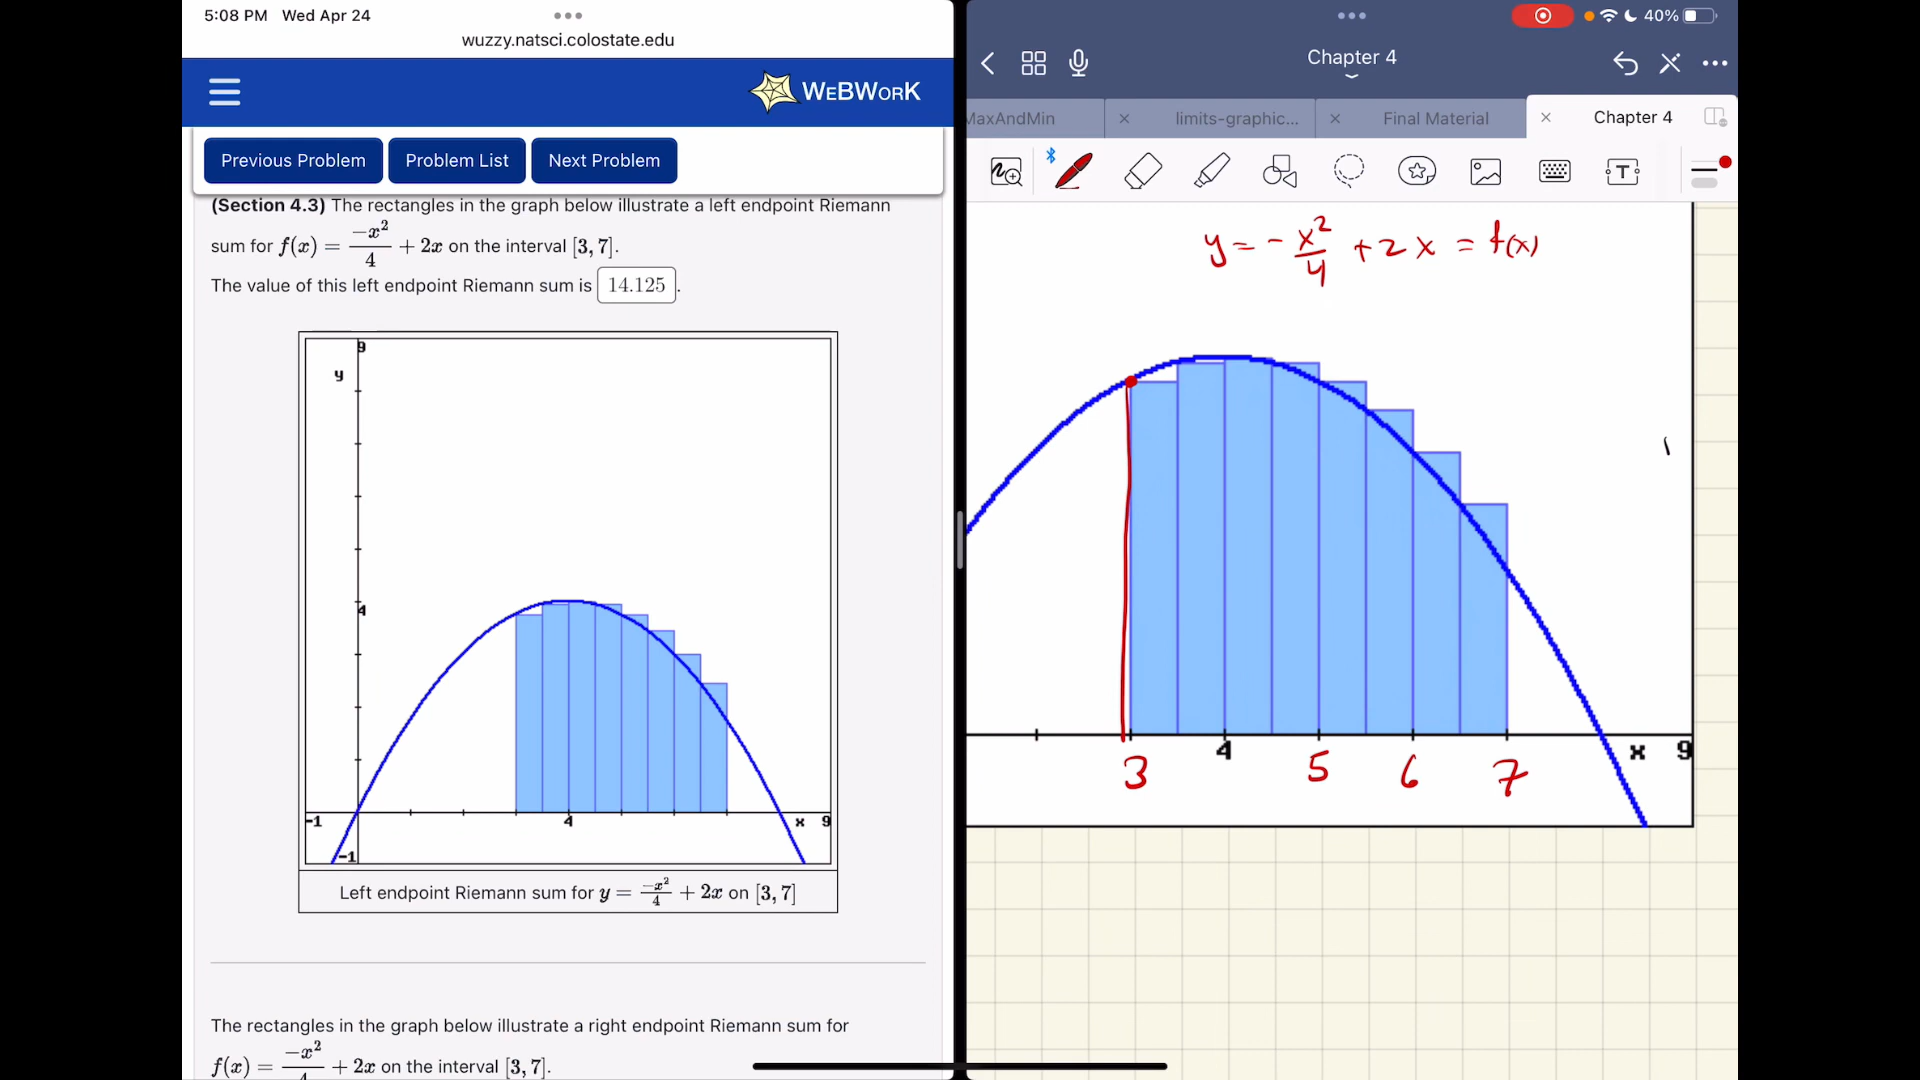 5:08 PM Wed Apr 24
wuzzy.natsci.colostate.edu
WEBWORK
Previous Problem
Problem List
Next Problem
(Section 4.3) The rectangles in the graph below illustrate a left endpoint Riemann
sum for f(x) = −x²/4 + 2x on the interval [3, 7].
The value of this left endpoint Riemann sum is 14.125.
9
y
4
-1
4
x
9
-1
Left endpoint Riemann sum for y = −x²/4 + 2x on [3, 7]
The rectangles in the graph below illustrate a right endpoint Riemann sum for
f(x) = −x²/4 + 2x on the interval [3, 7].
40%
Chapter 4
MaxAndMin
limits-graphic...
Final Material
Chapter 4
T
y = - x²/4 + 2x = f(x)
4
x
9
3
5
6
7